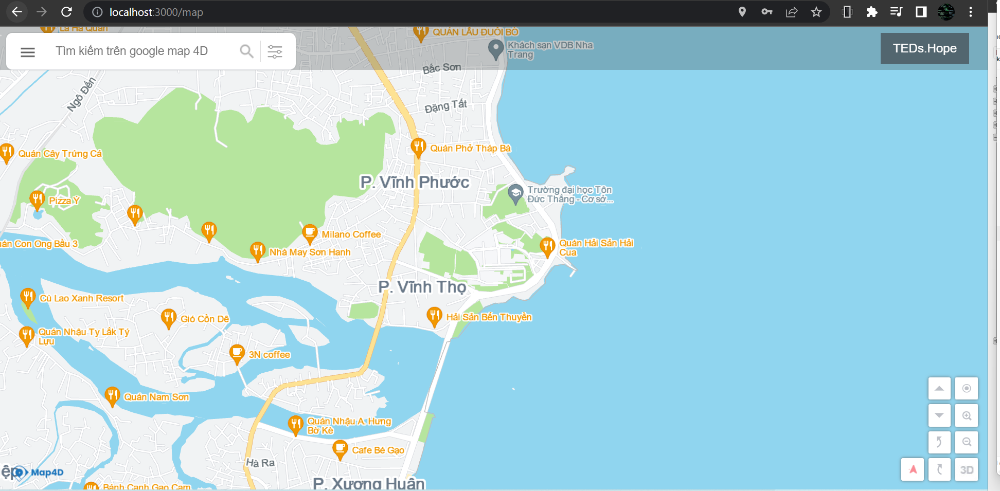 localhost:3000/map
La Hà Quán
QUÁN LẨU ĐUÔI BÒ
Tìm kiếm trên google map 4D
Khách sạn VDB Nha
Trang
TEDs.Hope
Bắc Sơn
Ngô Đến
Đặng Tất
Quán Cây Trứng Cá
Quán Phở Tháp Bà
P. Vĩnh Phước
Trường đại học Tôn
Đức Thắng - Cơ sở...
Pizza Ý
Milano Coffee
uán Con Ong Bầu 3
Nhà May Sơn Hanh
Quán Hải Sản Hải
Cua
P. Vĩnh Thọ
Cù Lao Xanh Resort
Gió Cồn Dê
Hải Sản Bến Thuyền
Quán Nhậu Ty Lắk Tý
Lựu
3N coffee
Quán Nam Sơn
Quán Nhậu A. Hưng
Bờ Kè
Cafe Bé Gạo
Hà Ra
ệp
Map4D
3D
P. Xương Huân
Bánh Canh Gạo Cam